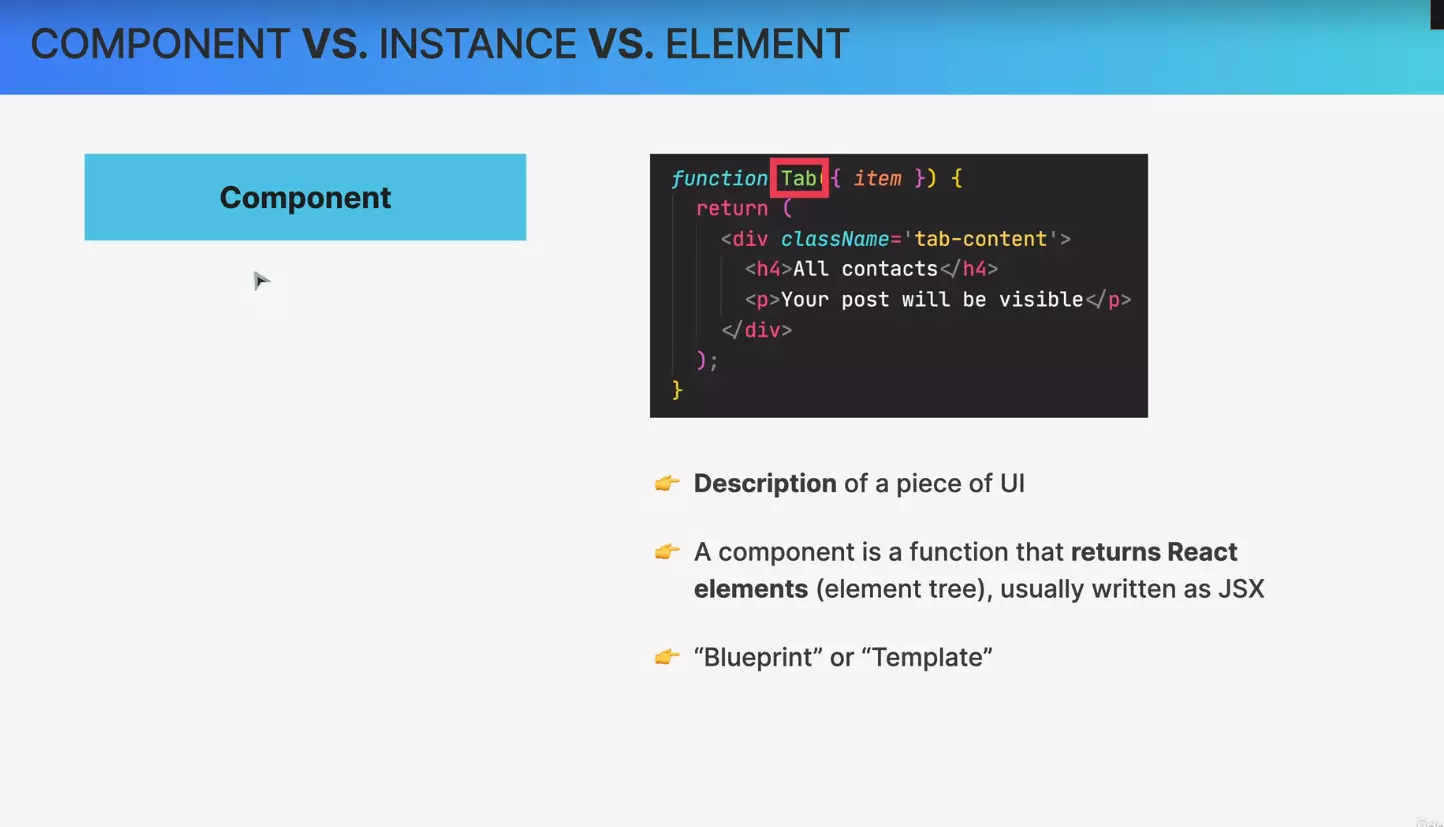 COMPONENT VS. INSTANCE VS. ELEMENT
Component
function Tab({ item }) {
return (
<div className='tab-content'>
<h4>All contacts</h4>
<p>Your post will be visible</p>
</div>
);
}
👉 Description of a piece of UI
👉 A component is a function that returns React
elements (element tree), usually written as JSX
👉 “Blueprint” or “Template”